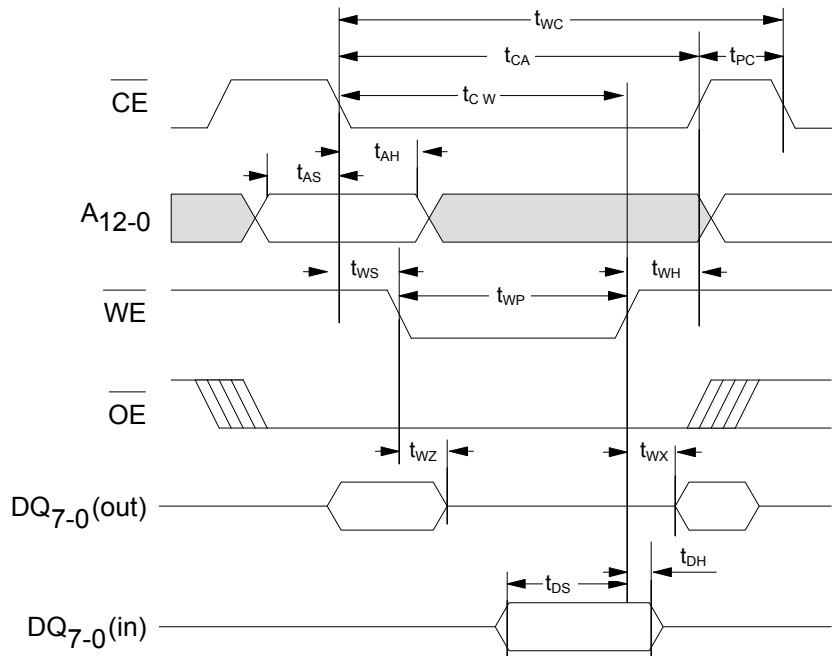 tWC
tCA
tPC
CE
tC W
tAH
tAS
A12-0
tWS
tWH
tWP
WE
OE
tWZ
tWX
DQ7-0(out)
tDH
tDS
DQ7-0(in)